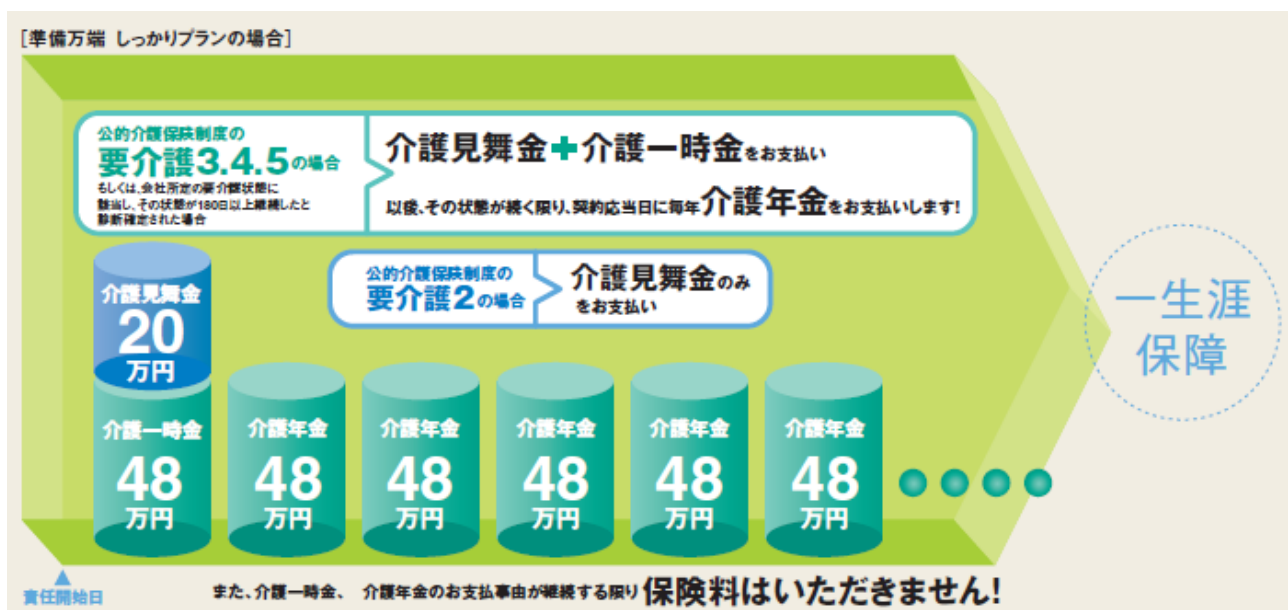 [準備万端 しっかりプランの場合]
公的介護保険制度の
要介護3.4.5の場合
もしくは、会社所定の要介護状態に
該当し、その状態が180日以上継続したと
診断確定された場合
介護見舞金+介護一時金をお支払い
以後、その状態が続く限り、契約応当日に毎年介護年金をお支払いします!
公的介護保険制度の
要介護2の場合
介護見舞金のみ
をお支払い
介護見舞金
20
万円
介護一時金
48
万円
介護年金
48
万円
介護年金
48
万円
介護年金
48
万円
介護年金
48
万円
介護年金
48
万円
一生涯
保障
責任開始日
また、介護一時金、 介護年金のお支払事由が継続する限り保険料はいただきません!